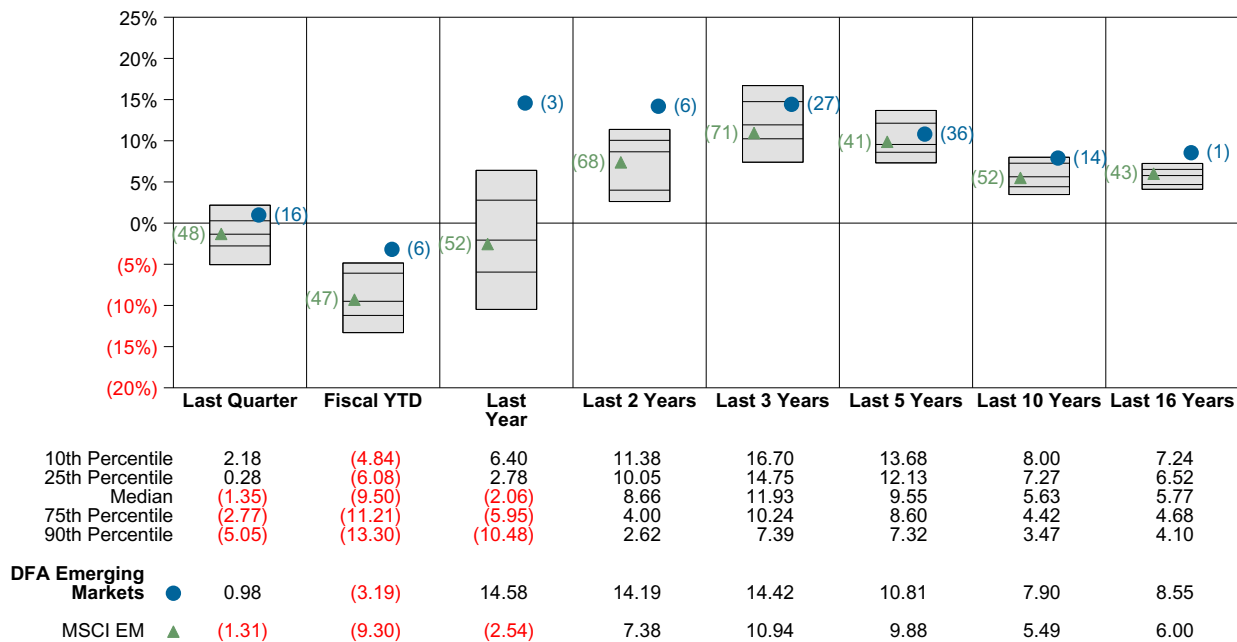 25%
20%
15%
10%
5%
0%
(5%)
(10%)
(15%)
(20%)
(16)
(48)
(6)
(47)
(3)
(52)
(6)
(68)
(27)
(71)
(36)
(41)
(14)
(52)
(1)
(43)
Last Quarter Fiscal YTD Last Year Last 2 Years Last 3 Years Last 5 Years Last 10 Years Last 16 Years
10th Percentile 2.18 (4.84) 6.40 11.38 16.70 13.68 8.00 7.24
25th Percentile 0.28 (6.08) 2.78 10.05 14.75 12.13 7.27 6.52
Median (1.35) (9.50) (2.06) 8.66 11.93 9.55 5.63 5.77
75th Percentile (2.77) (11.21) (5.95) 4.00 10.24 8.60 4.42 4.68
90th Percentile (5.05) (13.30) (10.48) 2.62 7.39 7.32 3.47 4.10
DFA Emerging
Markets 0.98 (3.19) 14.58 14.19 14.42 10.81 7.90 8.55
MSCI EM (1.31) (9.30) (2.54) 7.38 10.94 9.88 5.49 6.00